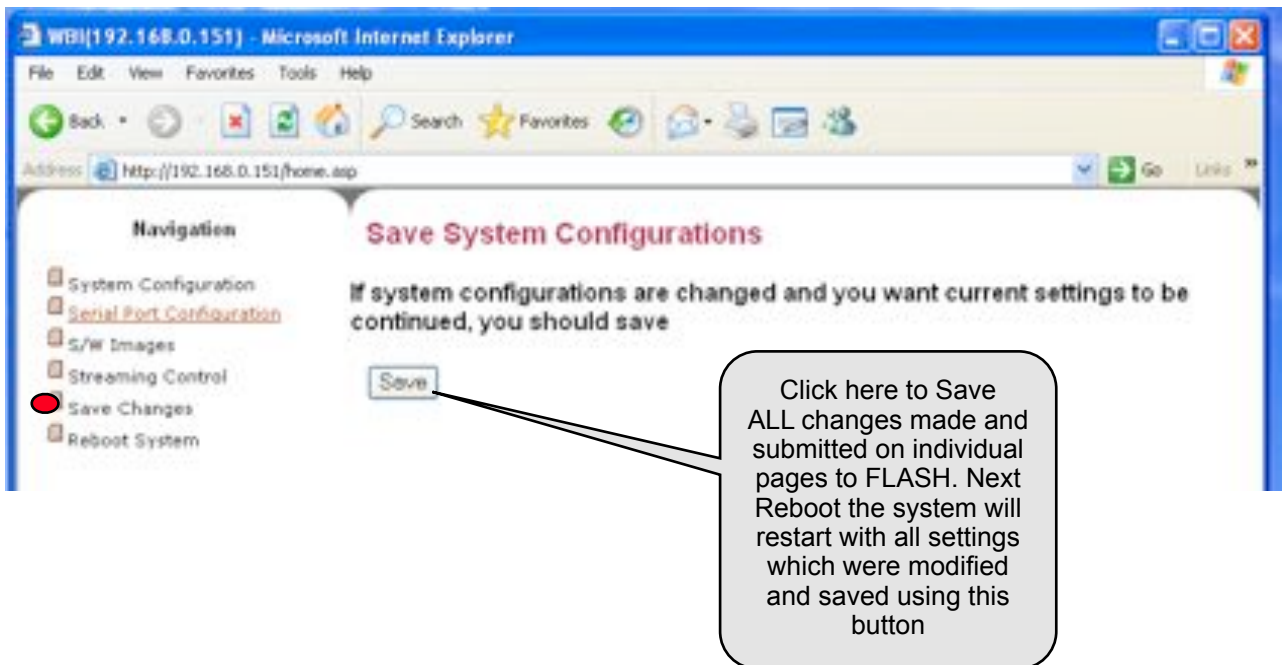 WBI(192.168.0.151) - Microsoft Internet Explorer
File Edit View Favorites Tools Help
Back Search Favorites
Address http://192.168.0.151/home.asp Go Links »
Navigation
System Configuration
Serial Port Configuration
S/W Images
Streaming Control
Save Changes
Reboot System
Save System Configurations
If system configurations are changed and you want current settings to be
continued, you should save
Save
Click here to Save
ALL changes made and
submitted on individual
pages to FLASH. Next
Reboot the system will
restart with all settings
which were modified
and saved using this
button